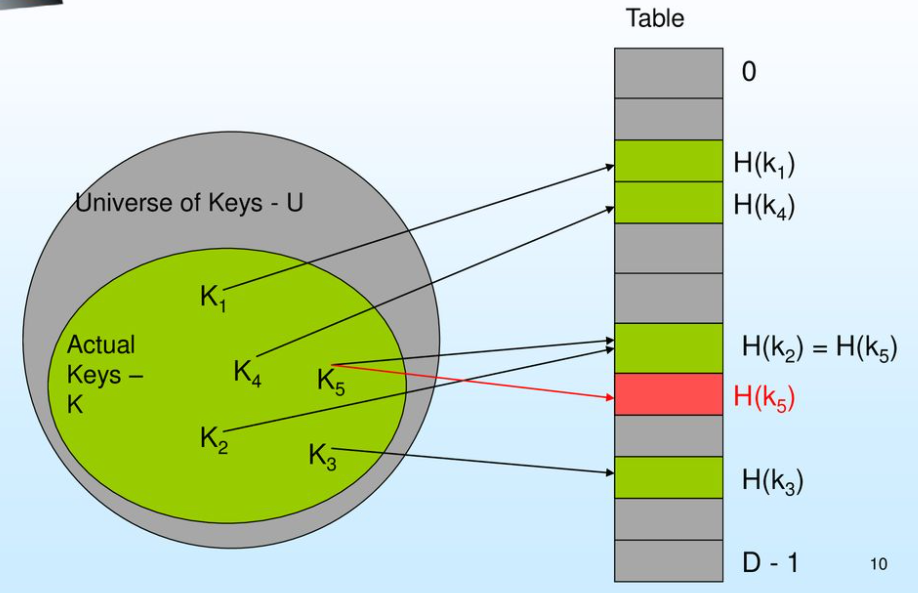 Table
0
Universe of Keys - U
H(k₁)
H(k₄)
K₁
Actual
Keys –
K
K₄
K₅
H(k₂) = H(k₅)
H(k₅)
K₂
K₃
H(k₃)
D - 1
10